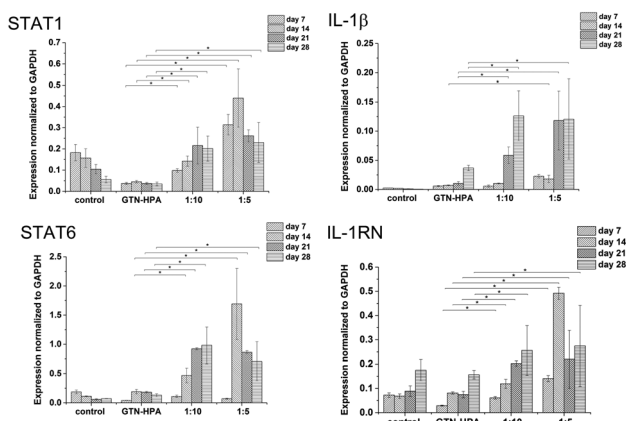 STAT1
day 7
day 14
day 21
day 28
Expression normalized to GAPDH
0.7
0.6
0.5
0.4
0.3
0.2
0.1
0.0
* * * * * * *
control GTN-HPA 1:10 1:5
IL-1β
day 7
day 14
day 21
day 28
Expression normalized to GAPDH
0.25
0.20
0.15
0.10
0.05
0.00
* * * * *
control GTN-HPA 1:10 1:5
STAT6
day 7
day 14
day 21
day 28
Expression normalized to GAPDH
2.5
2.0
1.5
1.0
0.5
0.0
* * * * * *
control GTN-HPA 1:10 1:5
IL-1RN
day 7
day 14
day 21
day 28
Expression normalized to GAPDH
0.6
0.5
0.4
0.3
0.2
0.1
0.0
* * * * * * *
control GTN-HPA 1:10 1:5